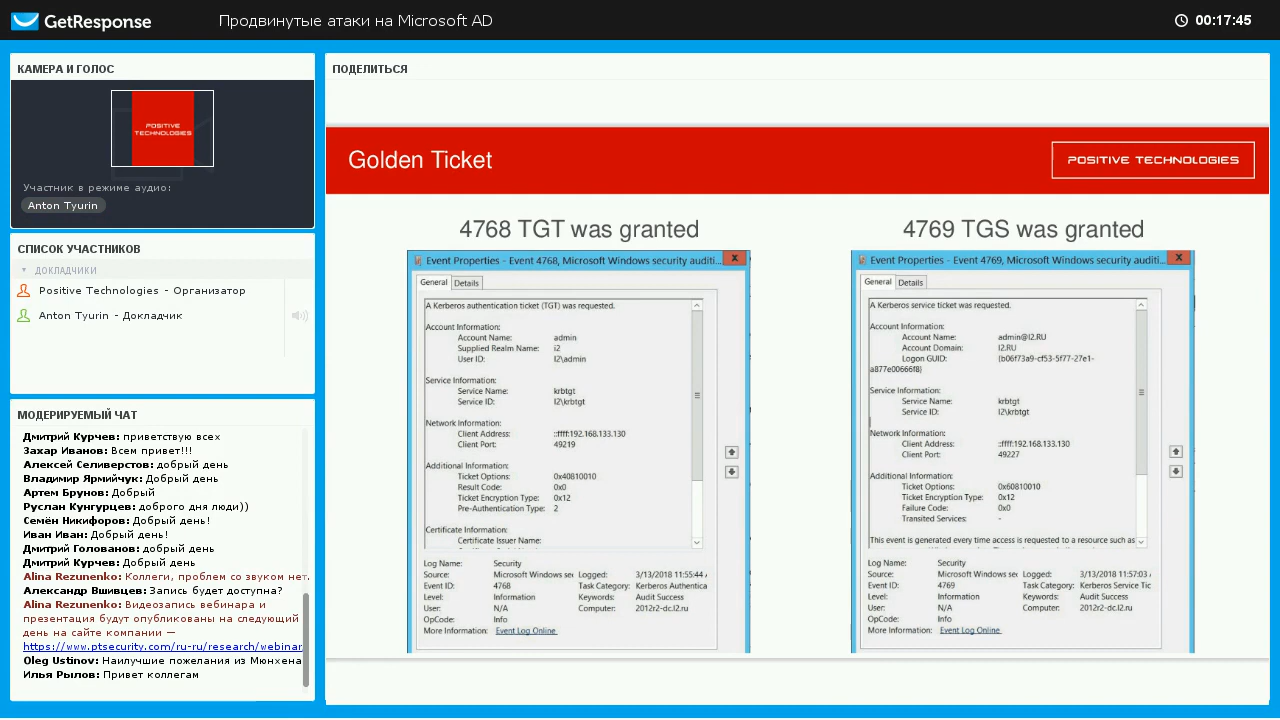 GetResponse
Продвинутые атаки на Microsoft AD
00:17:45
КАМЕРА И ГОЛОС
POSITIVE
TECHNOLOGIES
Участник в режиме аудио:
Anton Tyurin
СПИСОК УЧАСТНИКОВ
ДОКЛАДЧИКИ
Positive Technologies - Организатор
Anton Tyurin - Докладчик
МОДЕРИРУЕМЫЙ ЧАТ
Дмитрий Курчев: приветствую всех
Захар Иванов: Всем привет!!!
Алексей Селиверстов: добрый день
Владимир Ярмийчук: Добрый день
Артем Брунов: Добрый
Руслан Кунгурцев: доброго дня люди))
Семён Никифоров: Добрый день!
Иван Иван: Добрый день!
Дмитрий Голованов: добрый день
Дмитрий Курчев: Добрый день
Alina Rezunenko: Коллеги, проблем со звуком нет.
Александр Вшивцев: Запись будет доступна?
Alina Rezunenko: Видеозапись вебинара и
презентация будут опубликованы на следующий
день на сайте компании —
https://www.ptsecurity.com/ru-ru/research/webinar
Oleg Ustinov: Наилучшие пожелания из Мюнхена
Илья Рылов: Привет коллегам
ПОДЕЛИТЬСЯ
Golden Ticket
POSITIVE TECHNOLOGIES
4768 TGT was granted
Event Properties - Event 4768, Microsoft Windows security auditi...
General Details
A Kerberos authentication ticket (TGT) was requested.
Account Information:
Account Name: admin
Supplied Realm Name: i2
User ID: I2\admin
Service Information:
Service Name: krbtgt
Service ID: I2\krbtgt
Network Information:
Client Address: ::ffff:192.168.133.130
Client Port: 49219
Additional Information:
Ticket Options: 0x40810010
Result Code: 0x0
Ticket Encryption Type: 0x12
Pre-Authentication Type: 2
Certificate Information:
Certificate Issuer Name:
Log Name: Security
Source: Microsoft Windows sec Logged: 3/13/2018 11:55:44
Event ID: 4768 Task Category: Kerberos Authentica
Level: Information Keywords: Audit Success
User: N/A Computer: 2012r2-dc.I2.ru
OpCode: Info
More Information: Event Log Online
4769 TGS was granted
Event Properties - Event 4769, Microsoft Windows security auditi...
General Details
A Kerberos service ticket was requested.
Account Information:
Account Name: admin@I2.RU
Account Domain: I2.RU
Logon GUID: {b06f73a9-cf53-5f77-27e1-
a877e00666f8}
Service Information:
Service Name: krbtgt
Service ID: I2\krbtgt
Network Information:
Client Address: ::ffff:192.168.133.130
Client Port: 49227
Additional Information:
Ticket Options: 0x60810010
Ticket Encryption Type: 0x12
Failure Code: 0x0
Transited Services: -
This event is generated every time access is requested to a resource such as
Log Name: Security
Source: Microsoft Windows sec Logged: 3/13/2018 11:57:03
Event ID: 4769 Task Category: Kerberos Service Tic
Level: Information Keywords: Audit Success
User: N/A Computer: 2012r2-dc.I2.ru
OpCode: Info
More Information: Event Log Online